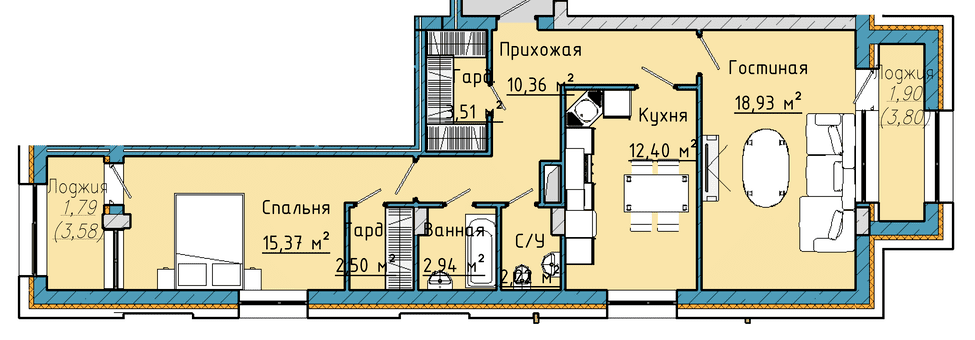 Прихожая
10,36 м²
Гард
3,51 м²
Гостиная
18,93 м²
Лоджия
1,90
(3,80)
Кухня
12,40 м²
Лоджия
1,79
(3,58)
Спальня
15,37 м²
Гард
2,50 м²
Ванная
2,94 м²
С/У
м²